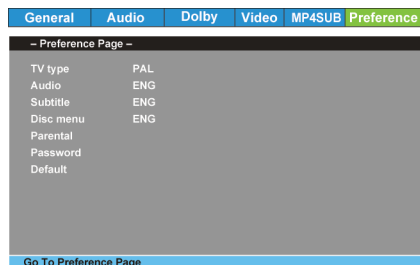 General Audio Dolby Video MP4SUB Preference
– Preference Page –
TV type PAL
Audio ENG
Subtitle ENG
Disc menu ENG
Parental
Password
Default
Go To Preference Page